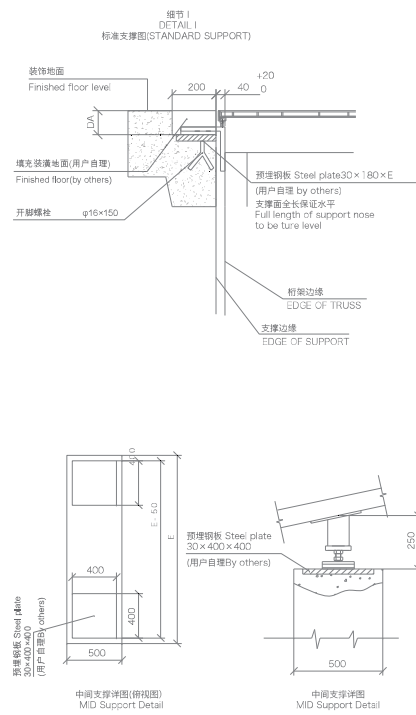 细节 I
DETAIL I
标准支撑图(STANDARD SUPPORT)
装饰地面
Finished floor level
200
40
+20
0
DA
填充装潢地面(用户自理)
Finished floor(by others)
开脚螺栓 φ16×150
预埋钢板 Steel plate30×180×E
(用户自理 by others)
支撑面全长保证水平
Full length of support nose
to be ture level
桁架边缘
EDGE OF TRUSS
支撑边缘
EDGE OF SUPPORT
400
E-50
E
400
400
500
预埋钢板 Steel plate
30×400×400
(用户自理By others)
中间支撑详图(俯视图)
MID Support Detail
预埋钢板 Steel plate
30×400×400
(用户自理By others)
250
500
中间支撑详图
MID Support Detail